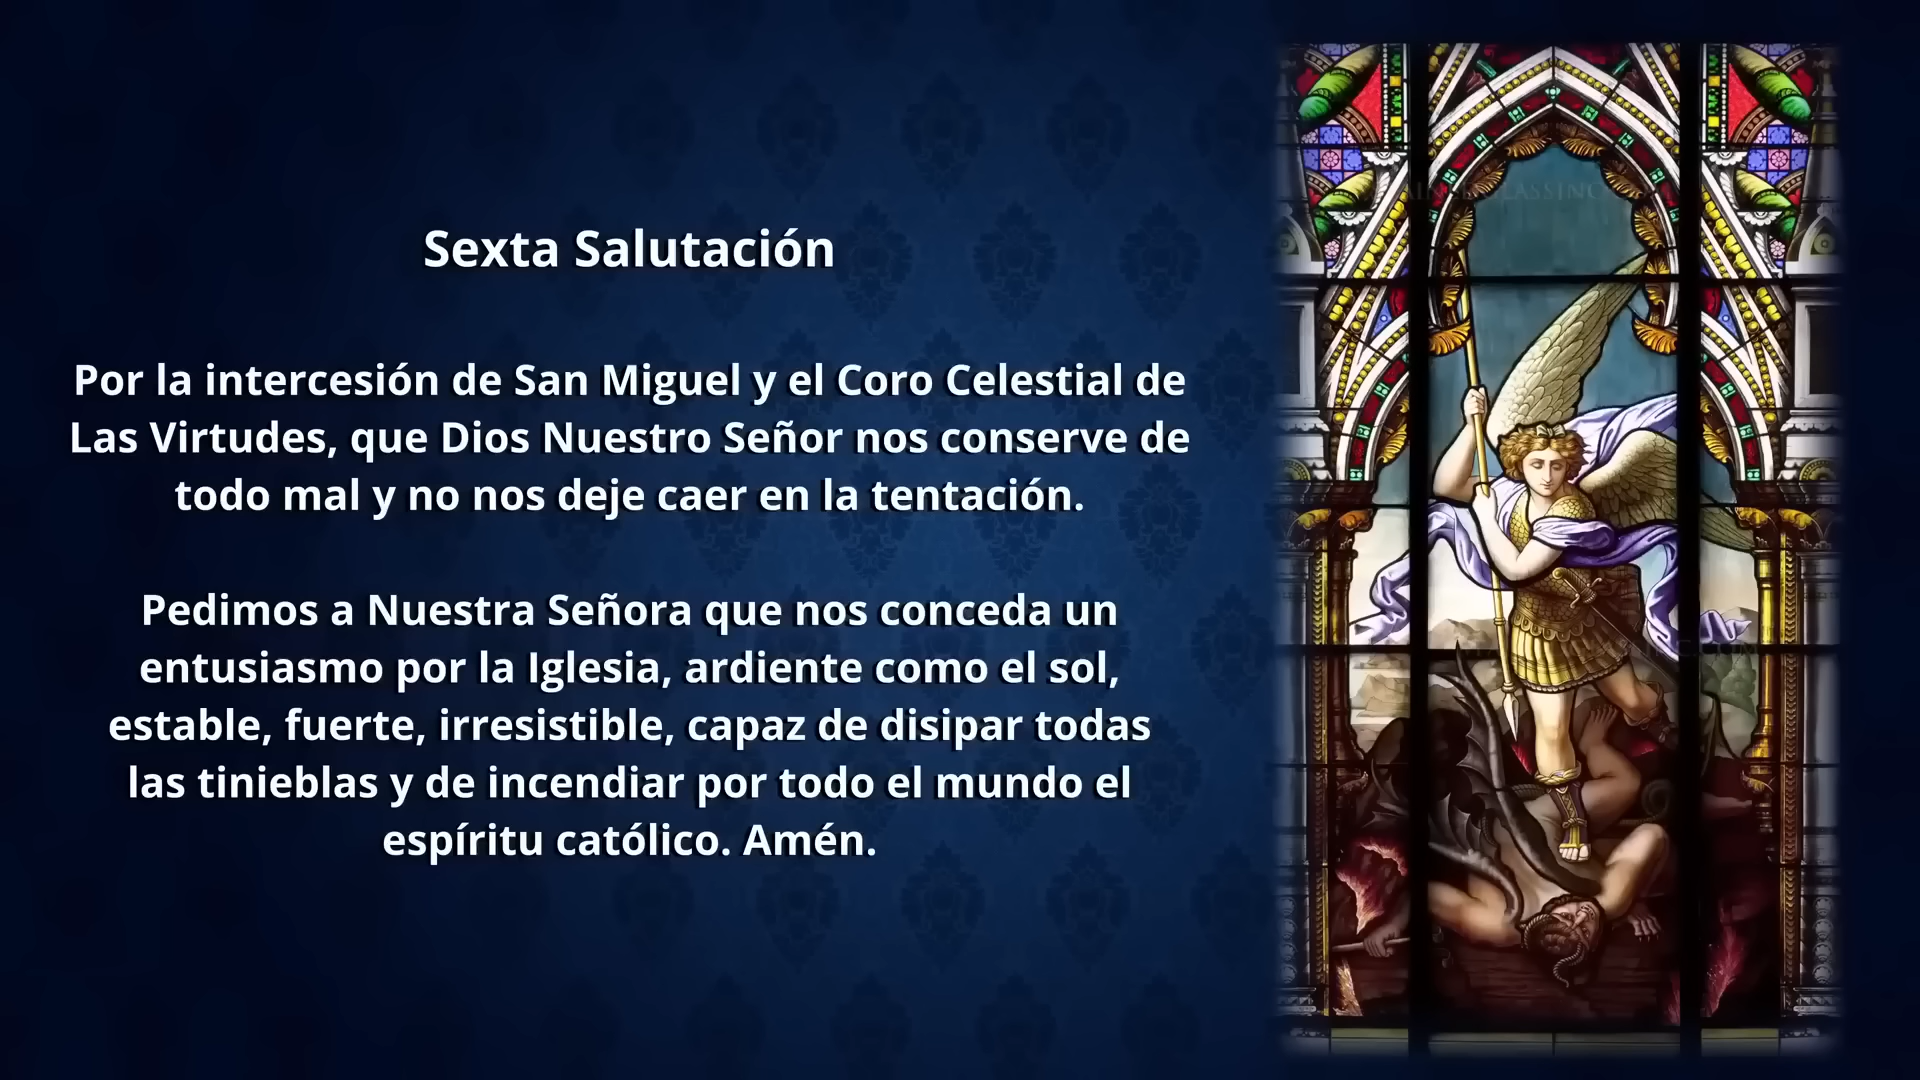 Sexta Salutación
Por la intercesión de San Miguel y el Coro Celestial de
Las Virtudes, que Dios Nuestro Señor nos conserve de
todo mal y no nos deje caer en la tentación.
Pedimos a Nuestra Señora que nos conceda un
entusiasmo por la Iglesia, ardiente como el sol,
estable, fuerte, irresistible, capaz de disipar todas
las tinieblas y de incendiar por todo el mundo el
espíritu católico. Amén.